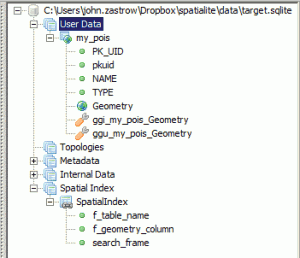 C:\Users\john.zastrow\Dropbox\spatialite\data\target.sqlite
User Data
my_pois
PK_UID
pkuid
NAME
TYPE
Geometry
ggi_my_pois_Geometry
ggu_my_pois_Geometry
Topologies
Metadata
Internal Data
Spatial Index
SpatialIndex
f_table_name
f_geometry_column
search_frame